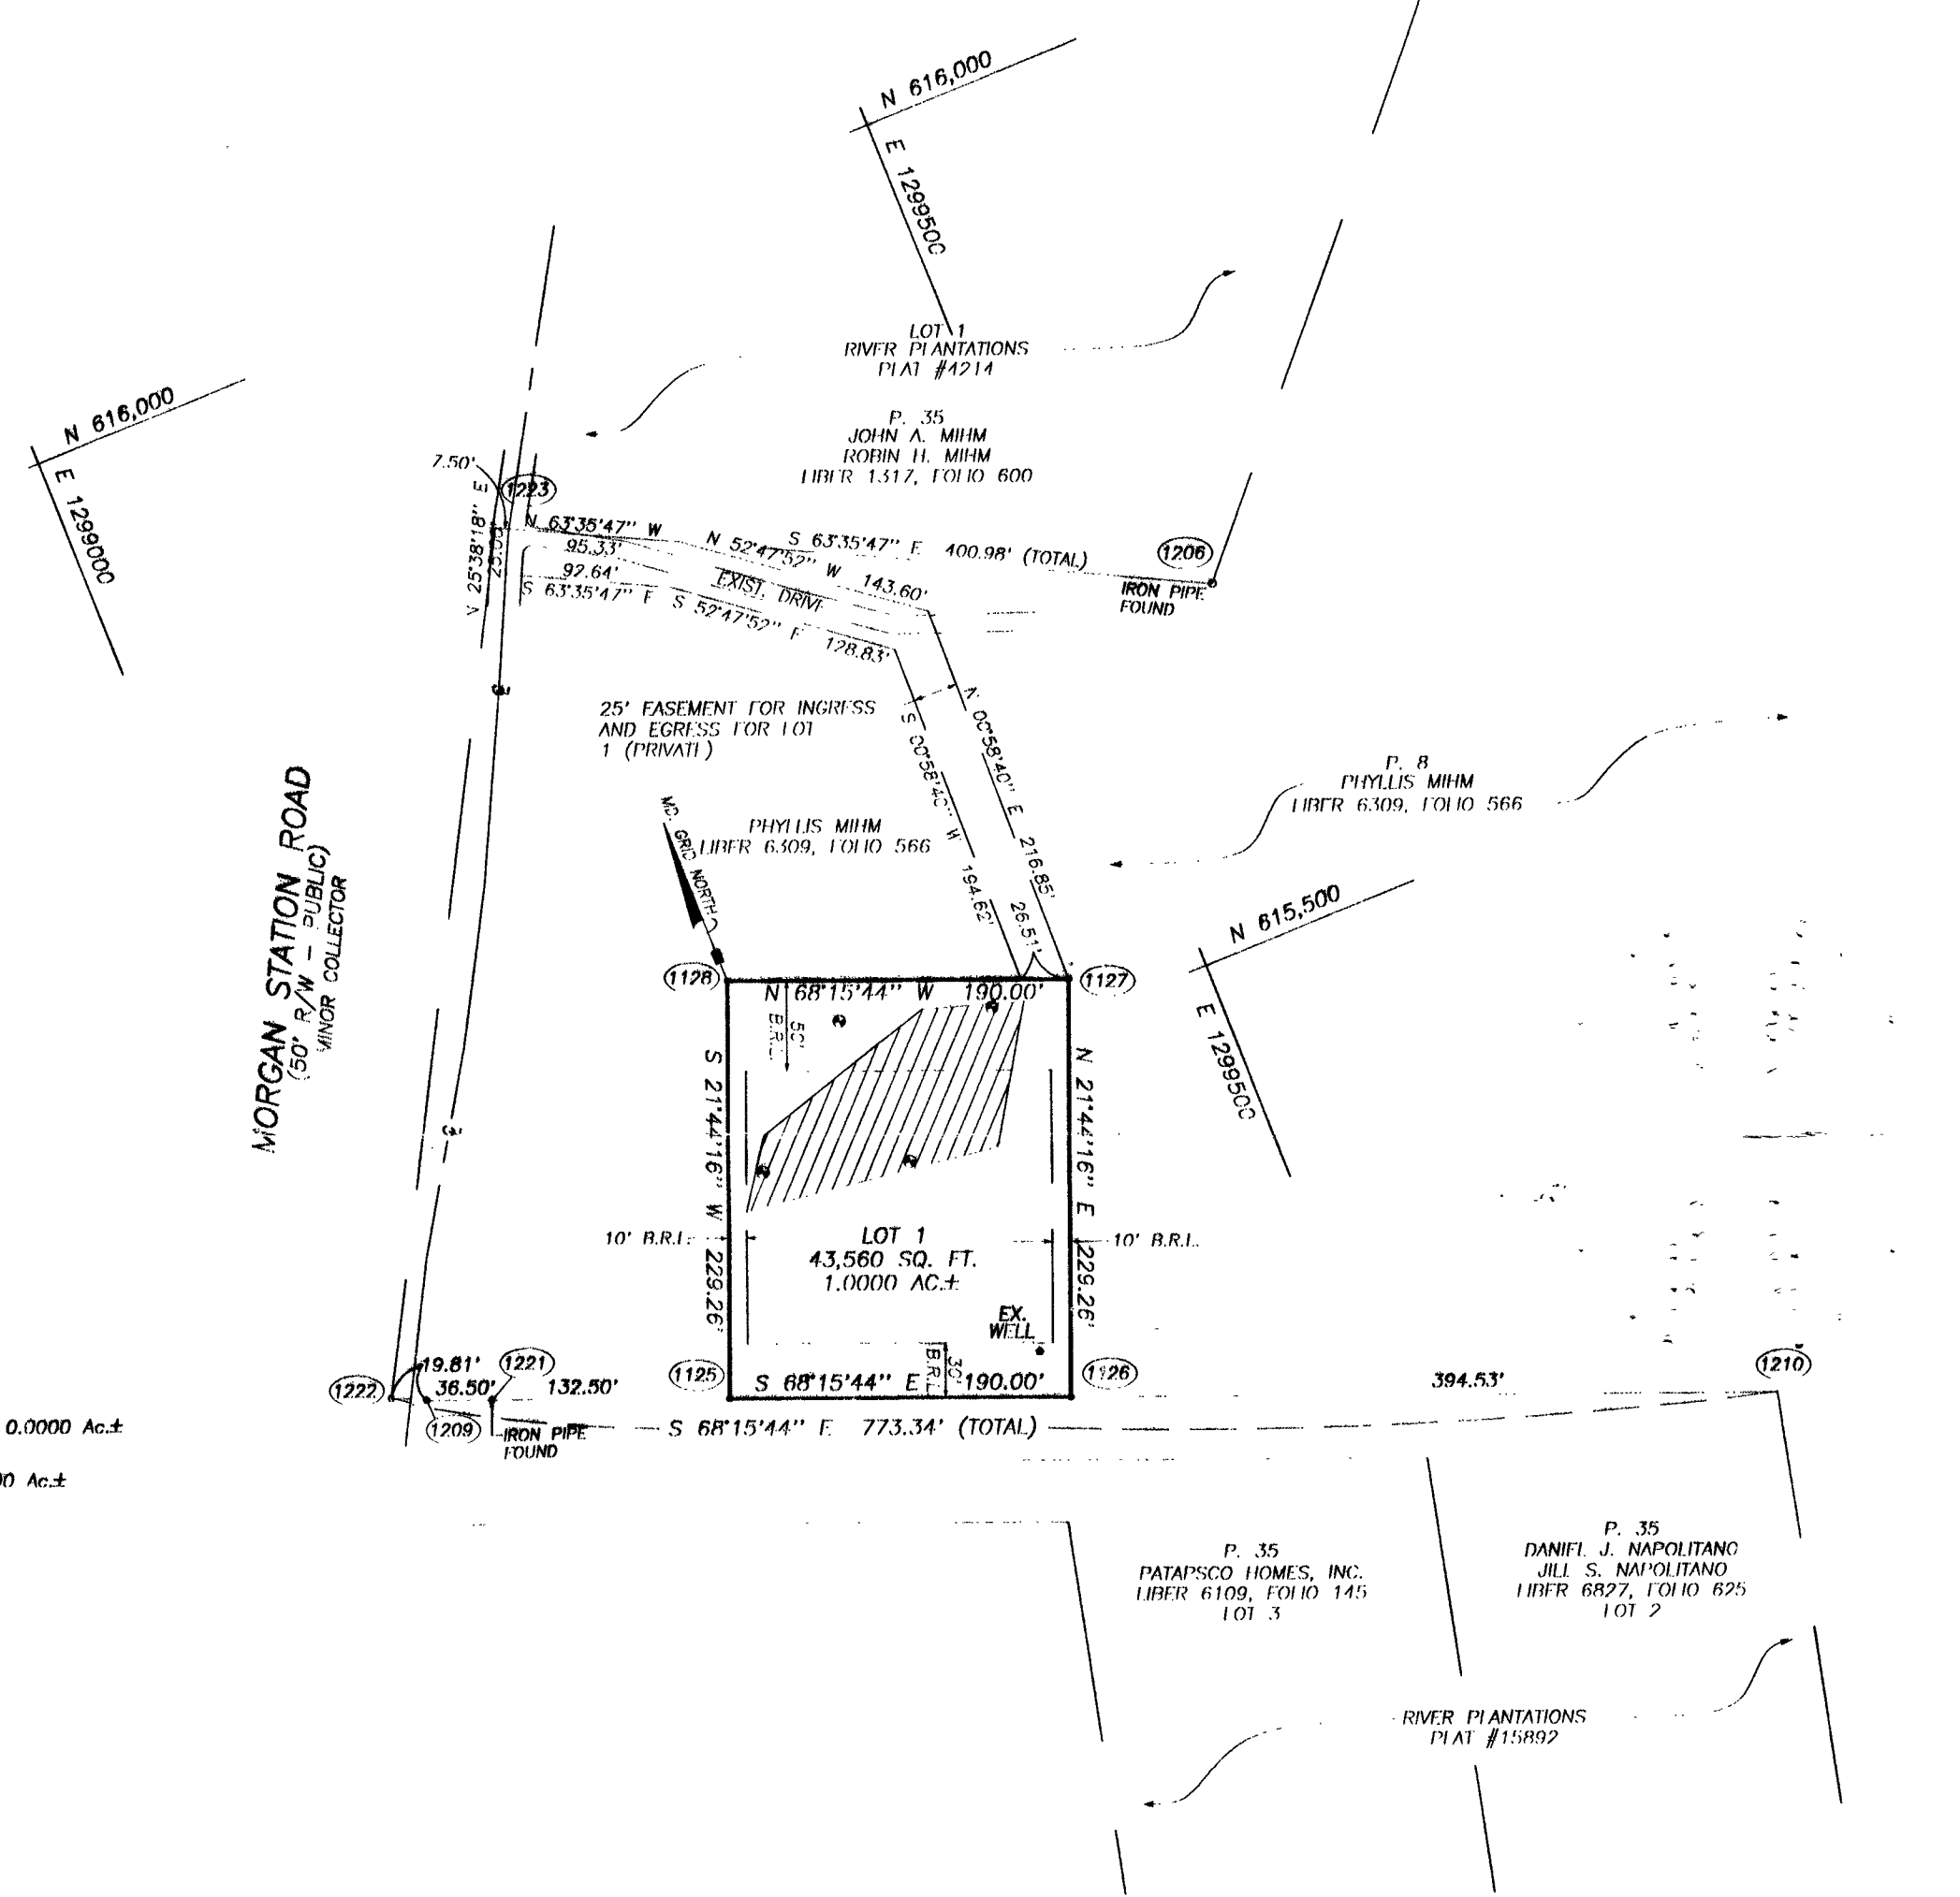 N 616,000
E 1299500
LOT 1
RIVER PLANTATIONS
PLAT #4214
N 616,000
E 1299000
P. 35
JOHN A. MIHM
ROBIN H. MIHM
LIBER 1317, FOLIO 600
7.50'
1223
N 25°38'18" E
25.00'
N 63°35'47" W
95.33'
92.64'
S 63°35'47" E
N 52°47'52" W 143.60'
S 63°35'47" E 400.98' (TOTAL)
1206
IRON PIPE
FOUND
EXIST. DRIVE
S 52°47'52" E 128.83'
25' EASEMENT FOR INGRESS
AND EGRESS FOR LOT
1 (PRIVATE)
S 00°58'40" W 194.62'
N 00°58'40" E 216.85'
26.51'
P. 8
PHYLLIS MIHM
LIBER 6309, FOLIO 566
MORGAN STATION ROAD
(50' R/W - PUBLIC)
MINOR COLLECTOR
MD. GRID NORTH
PHYLLIS MIHM
LIBER 6309, FOLIO 566
N 615,500
E 1299500
1128
1127
N 68°15'44" W 190.00'
50'
B.R.L.
S 21°44'16" W 229.26'
N 21°44'16" E 229.26'
10' B.R.L.
LOT 1
43,560 SQ. FT.
1.0000 AC.±
10' B.R.L.
EX.
WELL
30'
B.R.L.
1125
S 68°15'44" E 190.00'
1126
1222
19.81'
36.50'
1221
132.50'
394.53'
1210
1209
IRON PIPE
FOUND
S 68°15'44" E 773.34' (TOTAL)
0.0000 Ac.±
Ac.±
P. 35
PATAPSCO HOMES, INC.
LIBER 6109, FOLIO 145
LOT 3
P. 35
DANIEL J. NAPOLITANO
JILL S. NAPOLITANO
LIBER 6827, FOLIO 625
LOT 2
RIVER PLANTATIONS
PLAT #15892